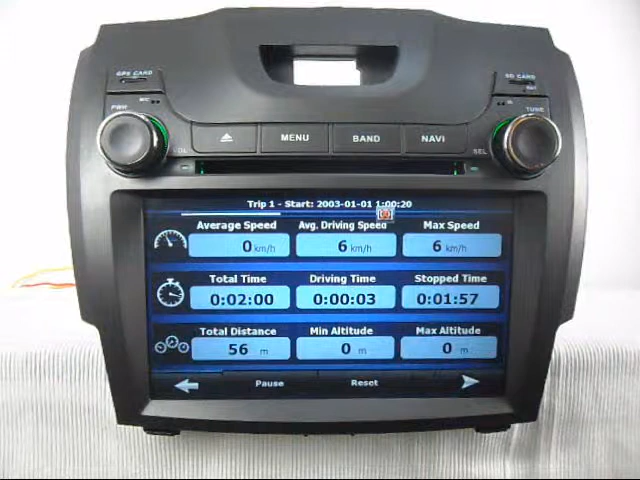 GPS CARD
SD CARD
MIC
PWR
TUNE
VOL
MENU
BAND
NAVI
SEL
Trip 1 - Start: 2003-01-01 1:00:20
Average Speed Avg. Driving Speed Max Speed
0 km/h 6 km/h 6 km/h
Total Time Driving Time Stopped Time
0:02:00 0:00:03 0:01:57
Total Distance Min Altitude Max Altitude
56 m 0 m 0 m
Pause Reset